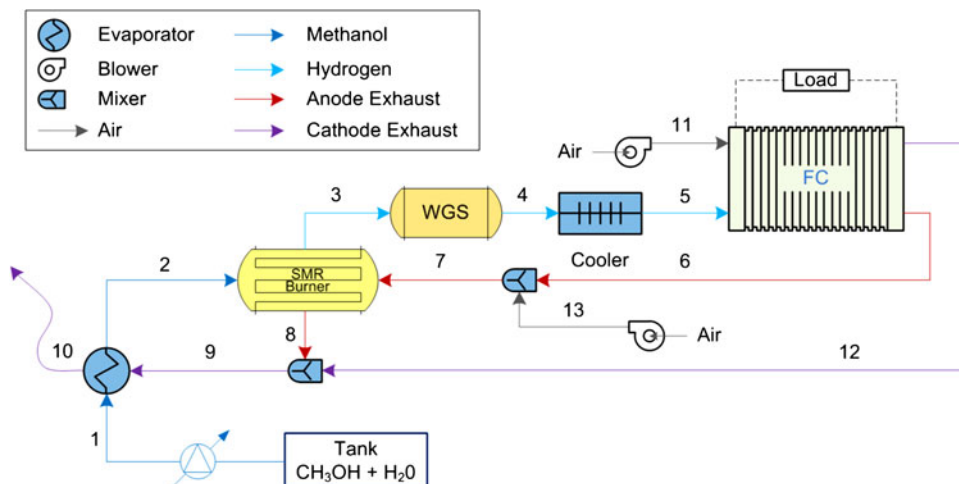 Evaporator
Methanol
Blower
Hydrogen
Mixer
Anode Exhaust
Air
Cathode Exhaust
Load
11
Air
FC
3
WGS
4
5
Cooler
2
SMR
Burner
7
6
13
Air
8
10
9
12
1
Tank
CH₃OH + H₂0